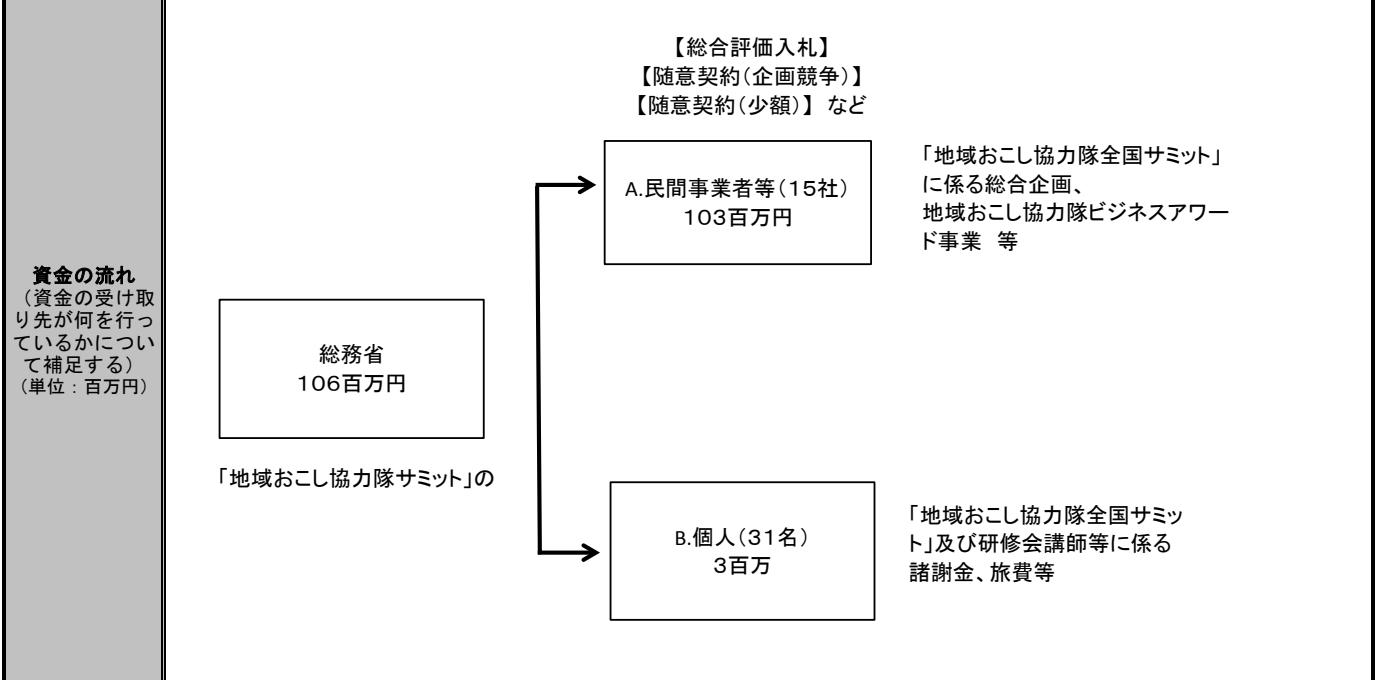 資金の流れ
（資金の受け取
り先が何を行っ
ているかについ
て補足する）
（単位：百万円）
総務省
106百万円
「地域おこし協力隊サミット」の
【総合評価入札】
【随意契約（企画競争）】
【随意契約（少額）】 など
A.民間事業者等（15社）
103百万円
「地域おこし協力隊全国サミット」
に係る総合企画、
地域おこし協力隊ビジネスアワー
ド事業　等
B.個人（31名）
3百万
「地域おこし協力隊全国サミッ
ト」及び研修会講師等に係る
諸謝金、旅費等